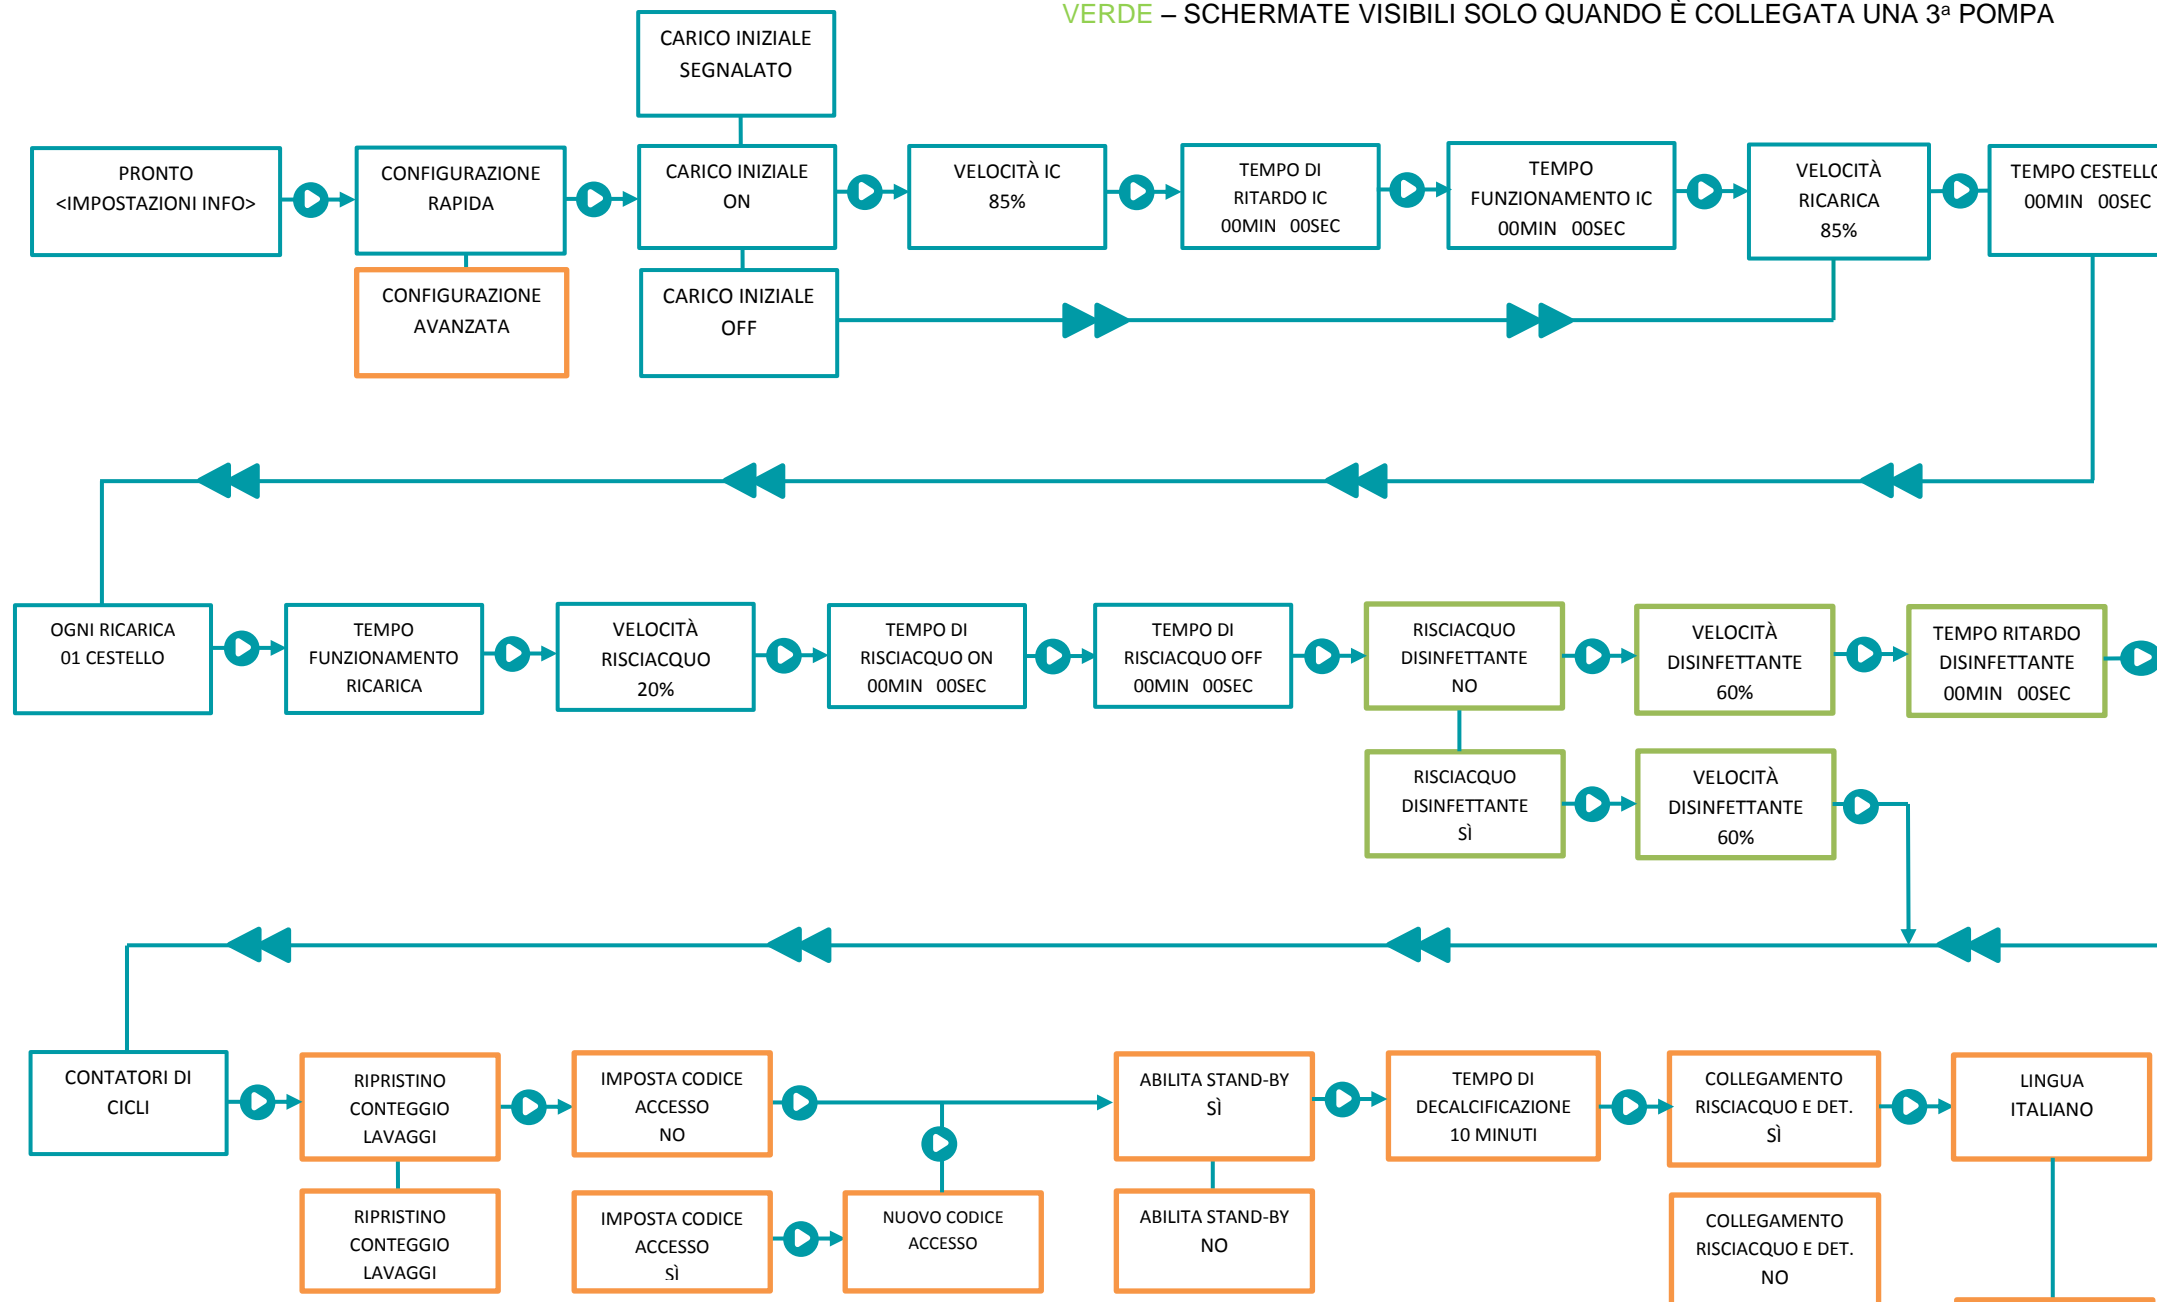 VERDE – SCHERMATE VISIBILI SOLO QUANDO È COLLEGATA UNA 3ª POMPA
CARICO INIZIALE
SEGNALATO
PRONTO
<IMPOSTAZIONI INFO>
CONFIGURAZIONE
RAPIDA
CARICO INIZIALE
ON
VELOCITÀ IC
85%
TEMPO DI
RITARDO IC
00MIN 00SEC
TEMPO
FUNZIONAMENTO IC
00MIN 00SEC
VELOCITÀ
RICARICA
85%
TEMPO CESTELLO
00MIN 00SEC
CONFIGURAZIONE
AVANZATA
CARICO INIZIALE
OFF
OGNI RICARICA
01 CESTELLO
TEMPO
FUNZIONAMENTO
RICARICA
VELOCITÀ
RISCIACQUO
20%
TEMPO DI
RISCIACQUO ON
00MIN 00SEC
TEMPO DI
RISCIACQUO OFF
00MIN 00SEC
RISCIACQUO
DISINFETTANTE
NO
VELOCITÀ
DISINFETTANTE
60%
TEMPO RITARDO
DISINFETTANTE
00MIN 00SEC
RISCIACQUO
DISINFETTANTE
SÌ
VELOCITÀ
DISINFETTANTE
60%
CONTATORI DI
CICLI
RIPRISTINO
CONTEGGIO
LAVAGGI
IMPOSTA CODICE
ACCESSO
NO
ABILITA STAND-BY
SÌ
TEMPO DI
DECALCIFICAZIONE
10 MINUTI
COLLEGAMENTO
RISCIACQUO E DET.
SÌ
LINGUA
ITALIANO
RIPRISTINO
CONTEGGIO
LAVAGGI
IMPOSTA CODICE
ACCESSO
SÌ
NUOVO CODICE
ACCESSO
ABILITA STAND-BY
NO
COLLEGAMENTO
RISCIACQUO E DET.
NO